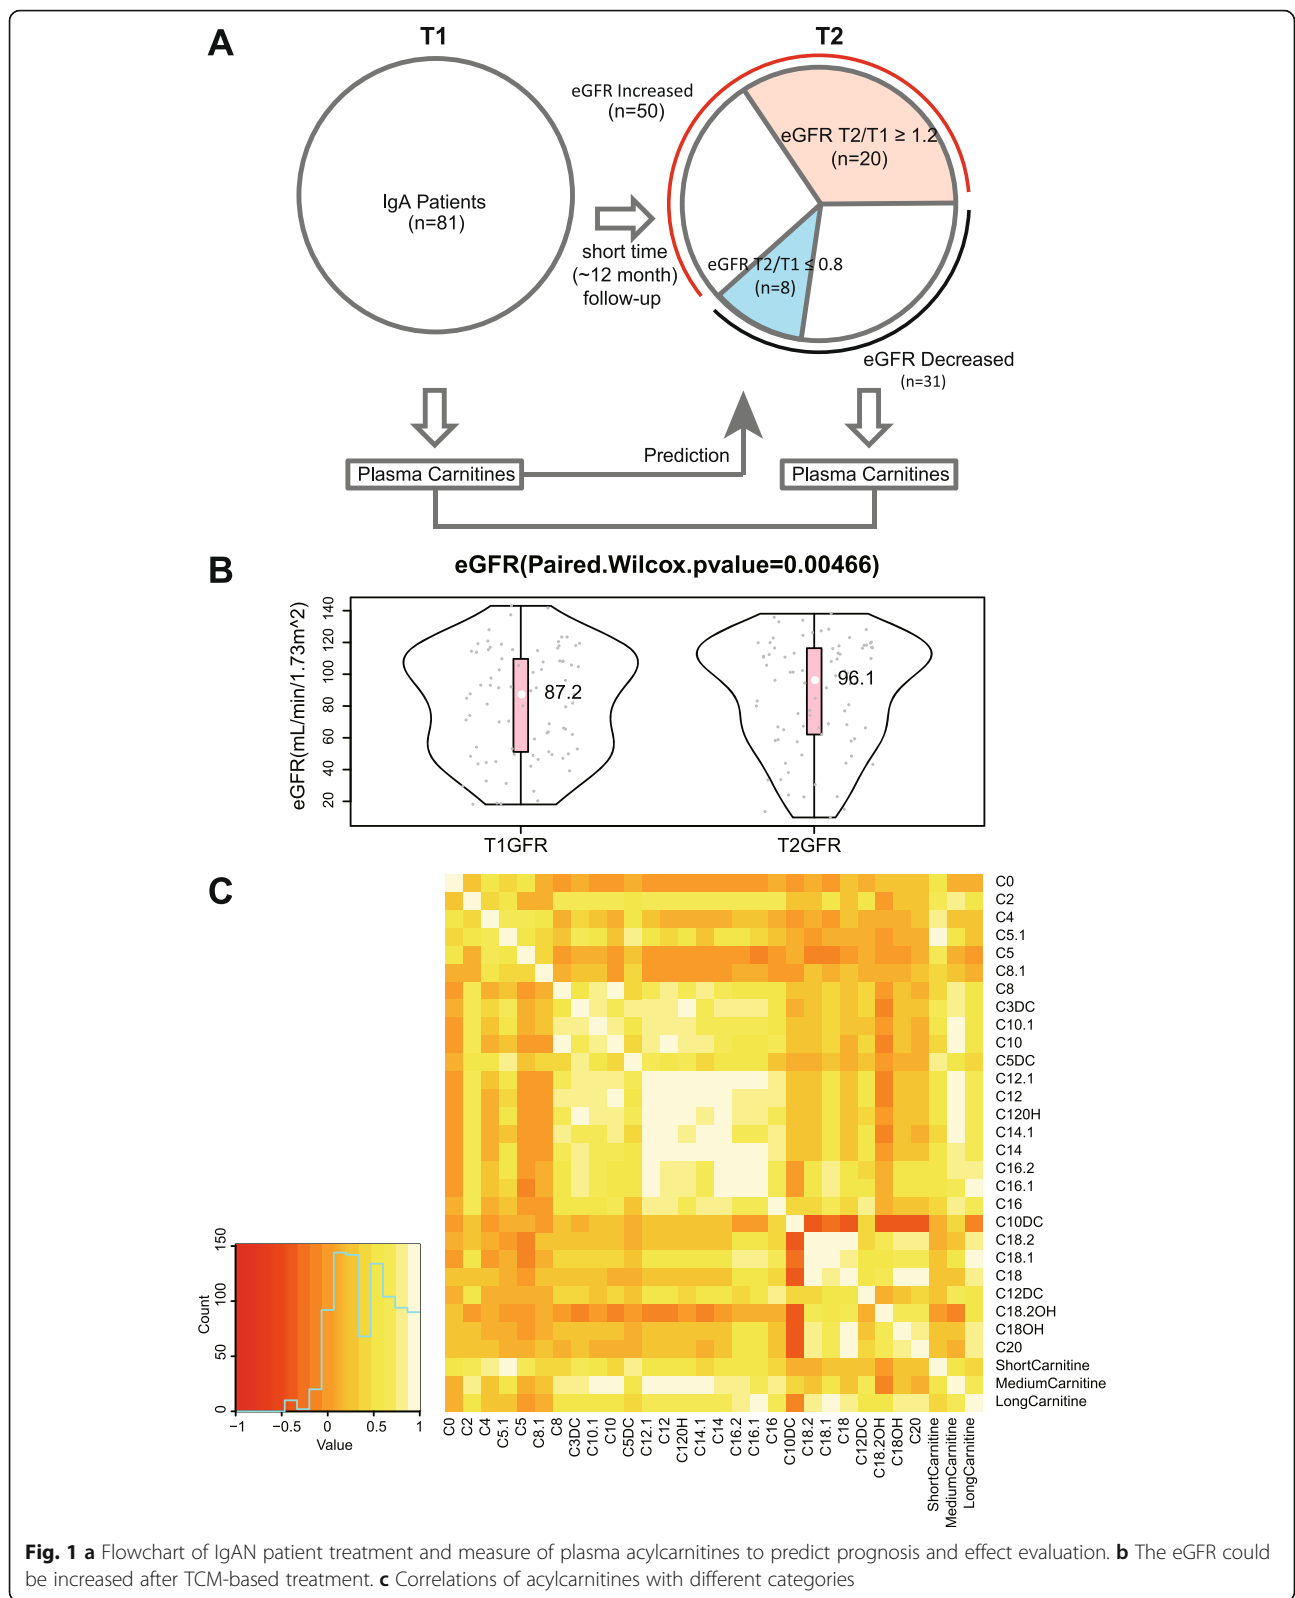 A
T1
T2
IgA Patients
(n=81)
eGFR Increased
(n=50)
eGFR T2/T1 ≥ 1.2
(n=20)
short time
(~12 month)
follow-up
eGFR T2/T1 ≤ 0.8
(n=8)
eGFR Decreased
(n=31)
Prediction
Plasma Carnitines
Plasma Carnitines
B
eGFR(Paired.Wilcox.pvalue=0.00466)
eGFR(mL/min/1.73m^2)
140
120
100
80
60
40
20
87.2
96.1
T1GFR
T2GFR
C
C0
C2
C4
C5.1
C5
C8.1
C8
C3DC
C10.1
C10
C5DC
C12.1
C12
C120H
C14.1
C14
C16.2
C16.1
C16
C10DC
C18.2
C18.1
C18
C12DC
C18.2OH
C18OH
C20
ShortCarnitine
MediumCarnitine
LongCarnitine
Count
150
100
50
0
−1 −0.5 0 0.5 1
Value
C0 C2 C4 C5.1 C5 C8.1 C8 C3DC C10.1 C10 C5DC C12.1 C12 C120H C14.1 C14 C16.2 C16.1 C16 C10DC C18.2 C18.1 C18 C12DC C18.2OH C18OH C20 ShortCarnitine MediumCarnitine LongCarnitine
Fig. 1 a Flowchart of IgAN patient treatment and measure of plasma acylcarnitines to predict prognosis and effect evaluation. b The eGFR could
be increased after TCM-based treatment. c Correlations of acylcarnitines with different categories